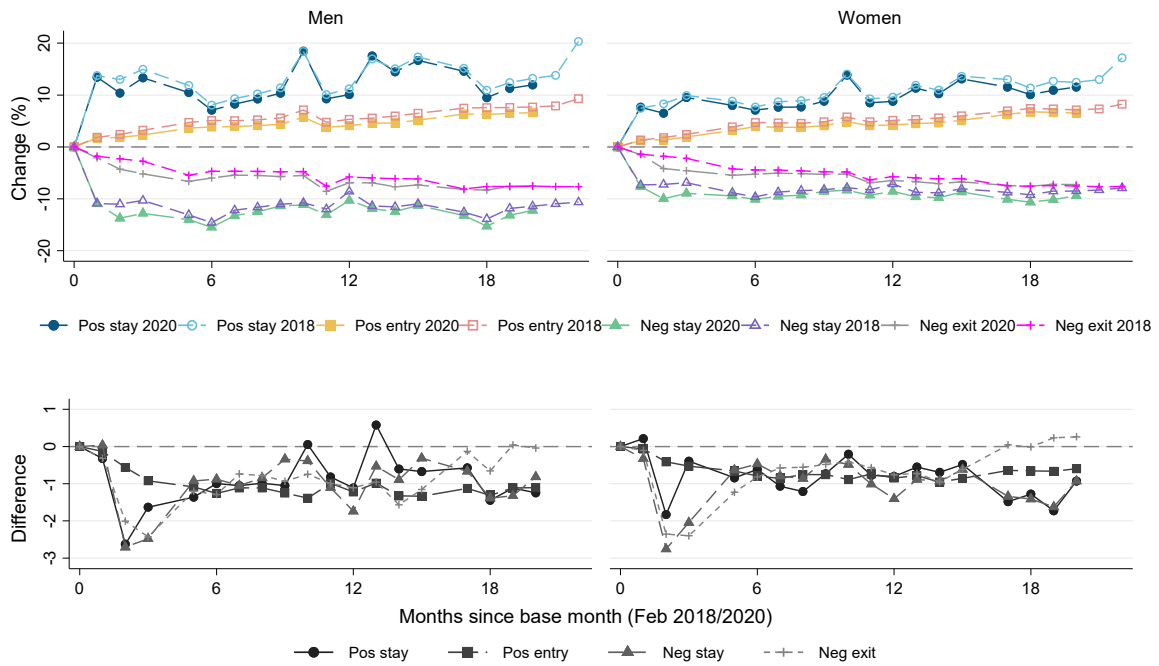 Men
Women
Change (%)
20
10
0
-10
-20
0
6
12
18
0
6
12
18
Pos stay 2020
Pos stay 2018
Pos entry 2020
Pos entry 2018
Neg stay 2020
Neg stay 2018
Neg exit 2020
Neg exit 2018
Difference
1
0
-1
-2
-3
0
6
12
18
0
6
12
18
Months since base month (Feb 2018/2020)
Pos stay
Pos entry
Neg stay
Neg exit